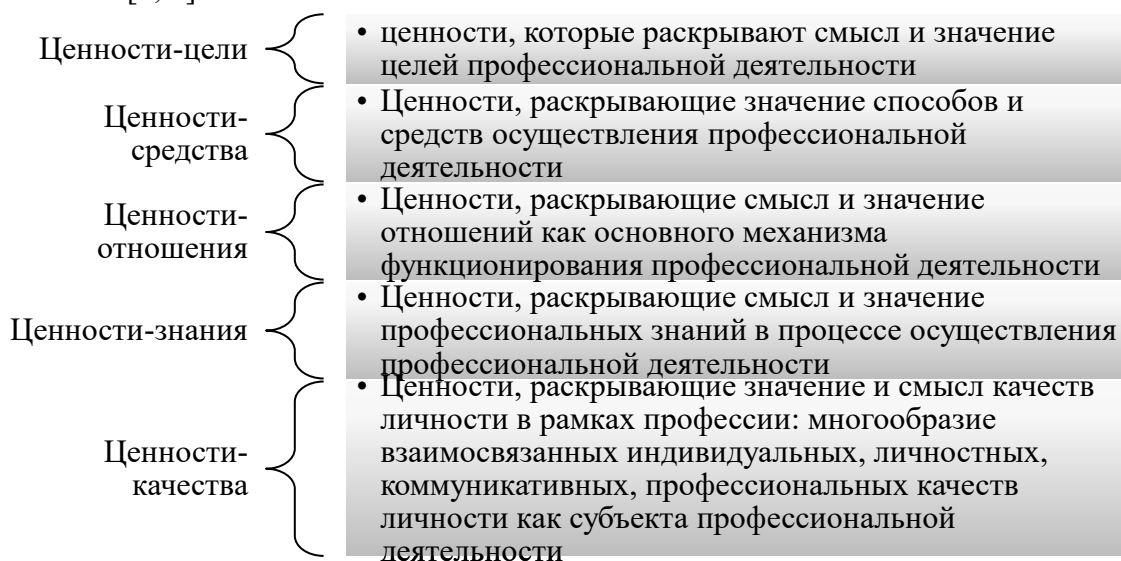 Ценности-цели
• ценности, которые раскрывают смысл и значение
целей профессиональной деятельности
Ценности-
средства
• Ценности, раскрывающие значение способов и
средств осуществления профессиональной
деятельности
Ценности-
отношения
• Ценности, раскрывающие смысл и значение
отношений как основного механизма
функционирования профессиональной деятельности
Ценности-знания
• Ценности, раскрывающие смысл и значение
профессиональных знаний в процессе осуществления
профессиональной деятельности
Ценности-
качества
• Ценности, раскрывающие значение и смысл качеств
личности в рамках профессии: многообразие
взаимосвязанных индивидуальных, личностных,
коммуникативных, профессиональных качеств
личности как субъекта профессиональной
деятельности